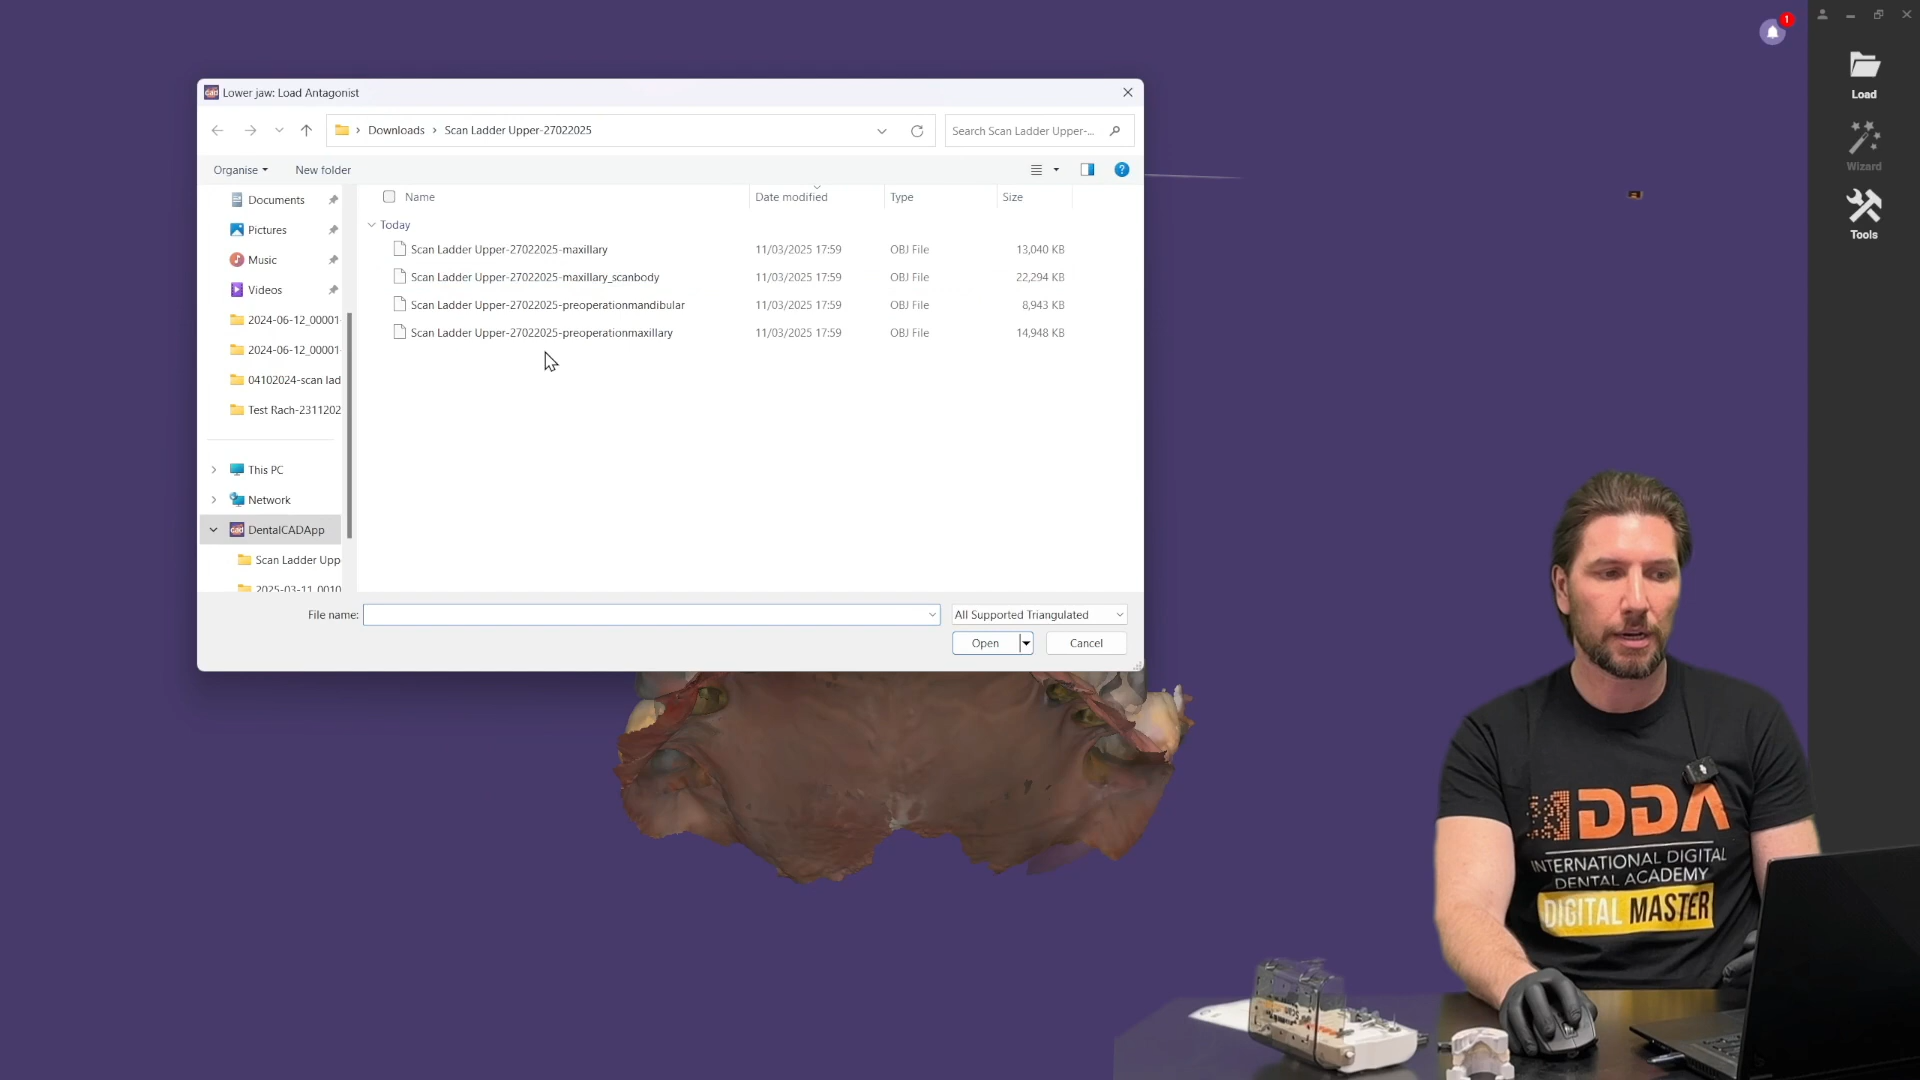 1
Load
Wizard
Tools
cad Lower jaw: Load Antagonist
Downloads
Scan Ladder Upper-27022025
Search Scan Ladder Upper-...
Organise
New folder
?
Name
Date modified
Type
Size
Today
Scan Ladder Upper-27022025-maxillary 11/03/2025 17:59 OBJ File 13,040 KB
Scan Ladder Upper-27022025-maxillary_scanbody 11/03/2025 17:59 OBJ File 22,294 KB
Scan Ladder Upper-27022025-preoperationmandibular 11/03/2025 17:59 OBJ File 8,943 KB
Scan Ladder Upper-27022025-preoperationmaxillary 11/03/2025 17:59 OBJ File 14,948 KB
Documents
Pictures
Music
Videos
2024-06-12_00001-
2024-06-12_00001-
04102024-scan lad
Test Rach-2311202
This PC
Network
cad DentalCADApp
Scan Ladder Upp
2025-03-11_0010
File name:
All Supported Triangulated
Open
Cancel
IDDA
INTERNATIONAL DIGITAL
DENTAL ACADEMY
DIGITAL MASTER